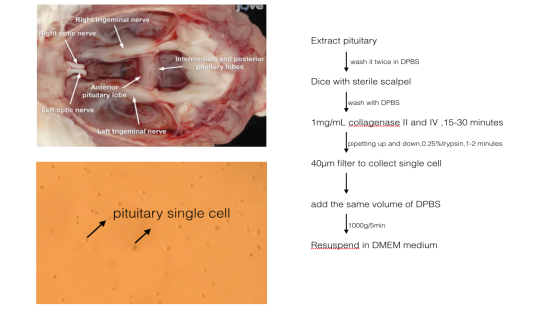 jove
Right trigeminal nerve
Right optic nerve
Intermediate and posterior
pituitary lobes
Anterior
pituitary lobe
Left optic nerve
Left trigeminal nerve
pituitary single cell
Extract pituitary
wash it twice in DPBS
Dice with sterile scalpel
wash with DPBS
1mg/mL collagenase II and IV ,15-30 minutes
pipetting up and down,0.25%trypsin,1-2 minutes
40μm filter to collect single cell
add the same volume of DPBS
1000g/5min
Resuspend in DMEM medium